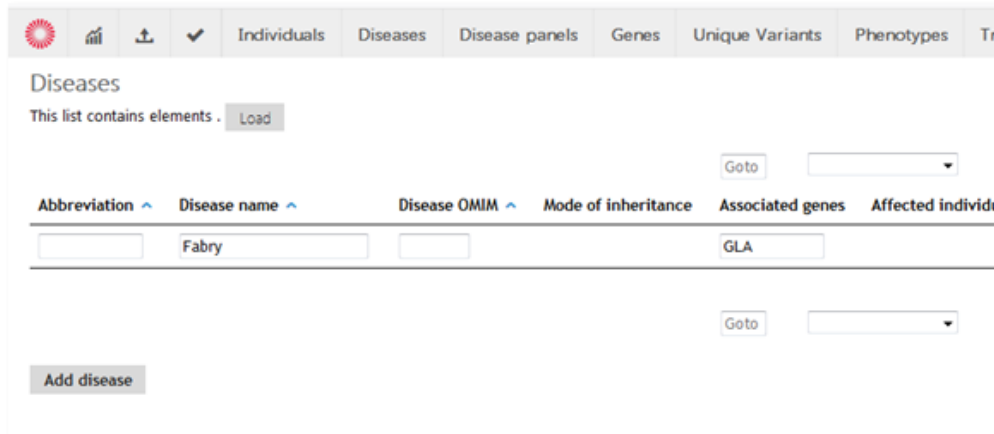 Individuals Diseases Disease panels Genes Unique Variants Phenotypes
Diseases
This list contains elements . Load
Goto
Abbreviation Disease name Disease OMIM Mode of inheritance Associated genes Affected
Fabry GLA
Goto
Add disease